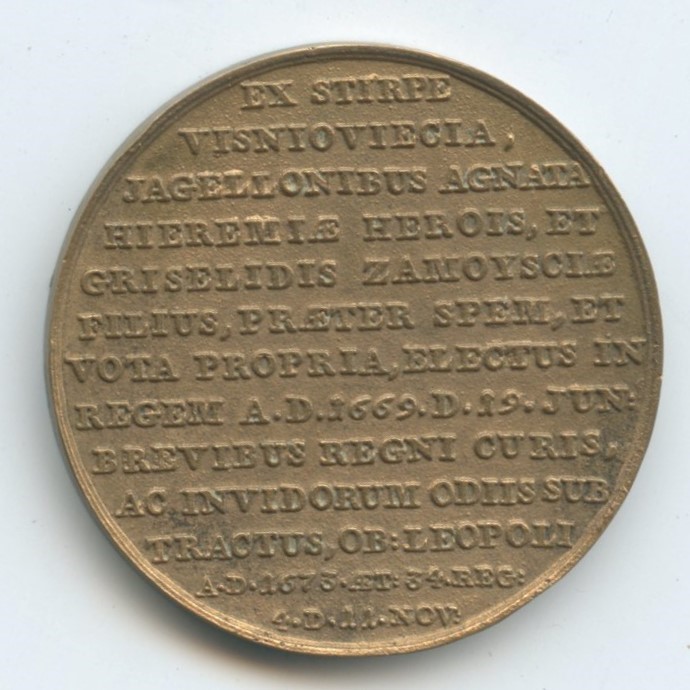 EX STIRPE
VISNIOVIECIA,
JAGELLONIBUS AGNATA
HIEREMIÆ HEROIS, ET
GRISELIDIS ZAMOYSCIÆ
FILIUS, PRÆTER SPEM, ET
VOTA PROPRIA, ELECTUS IN
REGEM A.D.1669.D.19.JUN:
BREVIBUS REGNI CURIS,
AC INVIDORUM ODIIS SUB
TRACTUS, OB: LEOPOLI
A.D.1673.ÆT: 34.REG:
4.D.11.NOV: